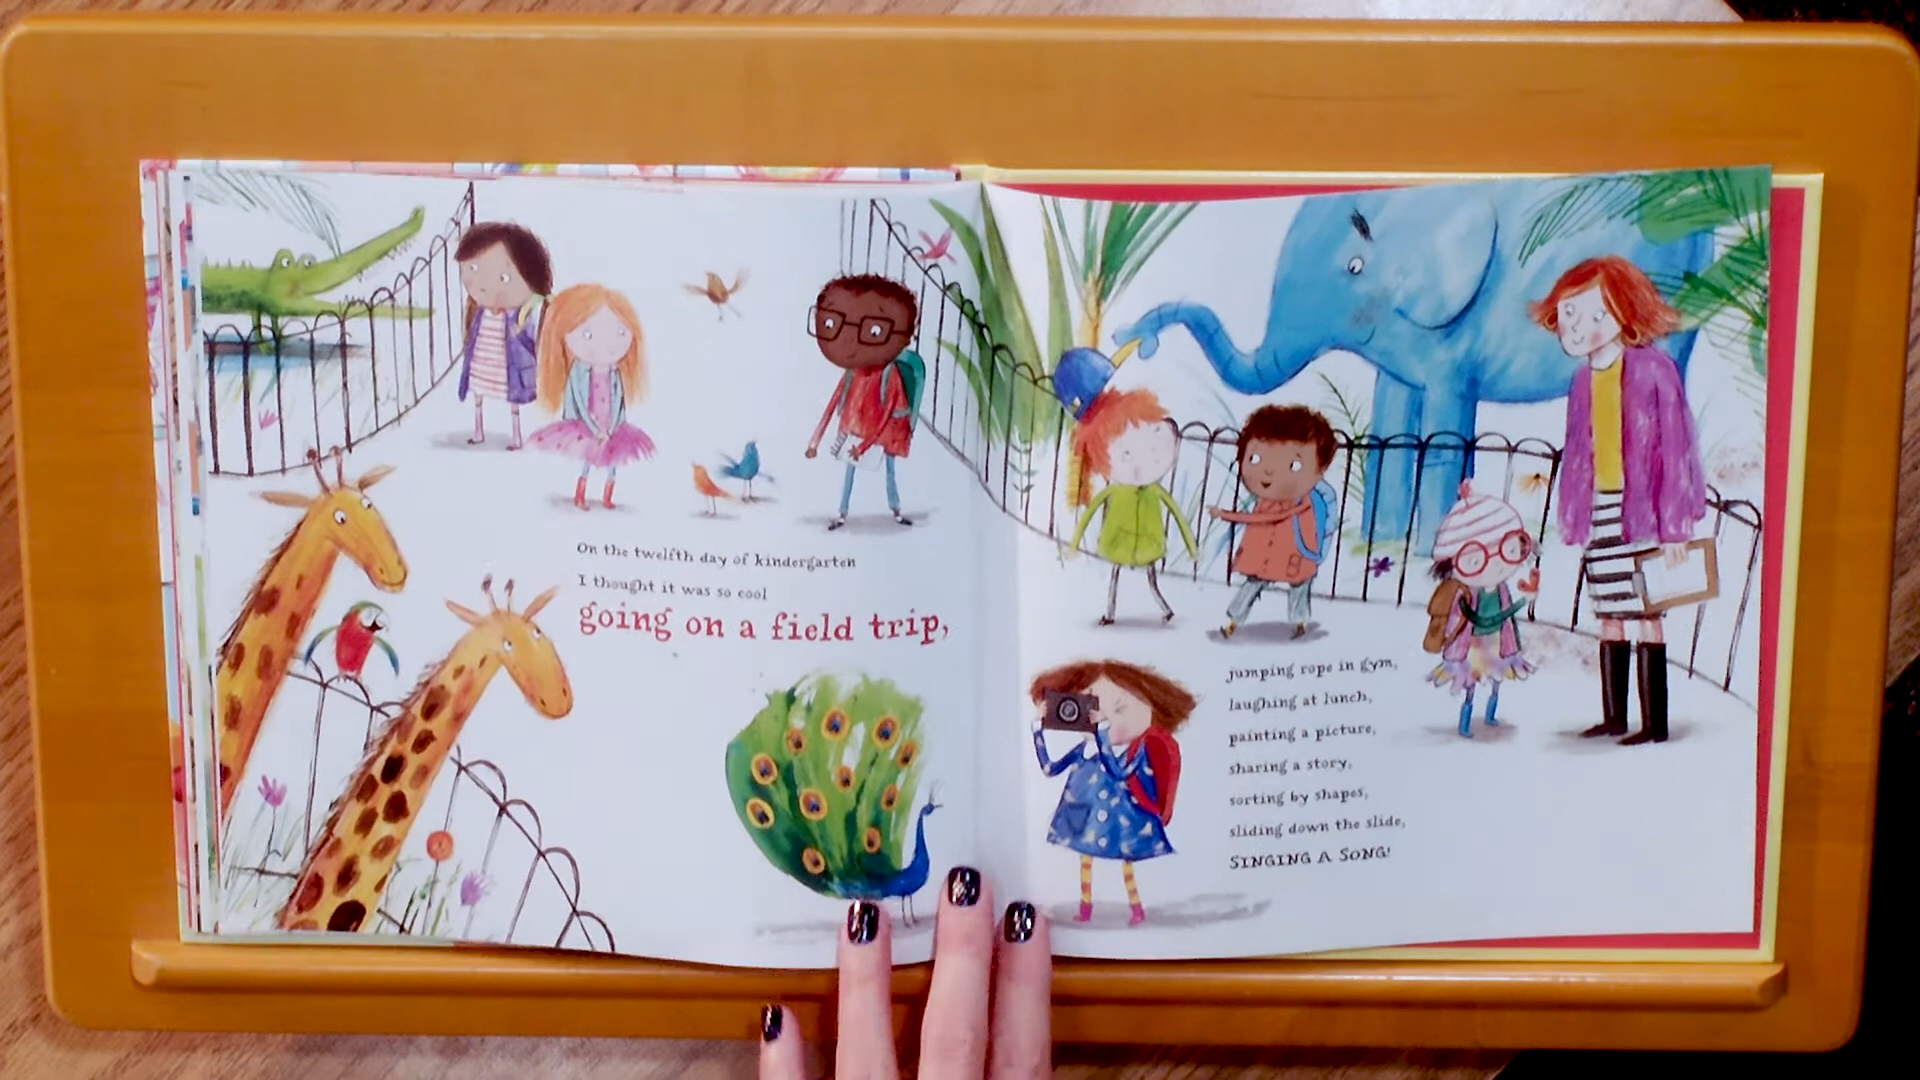 On the twelfth day of kindergarten
I thought it was so cool
going on a field trip,
jumping rope in gym,
laughing at lunch,
painting a picture,
sharing a story,
sorting by shapes,
sliding down the slide,
SINGING A SONG!